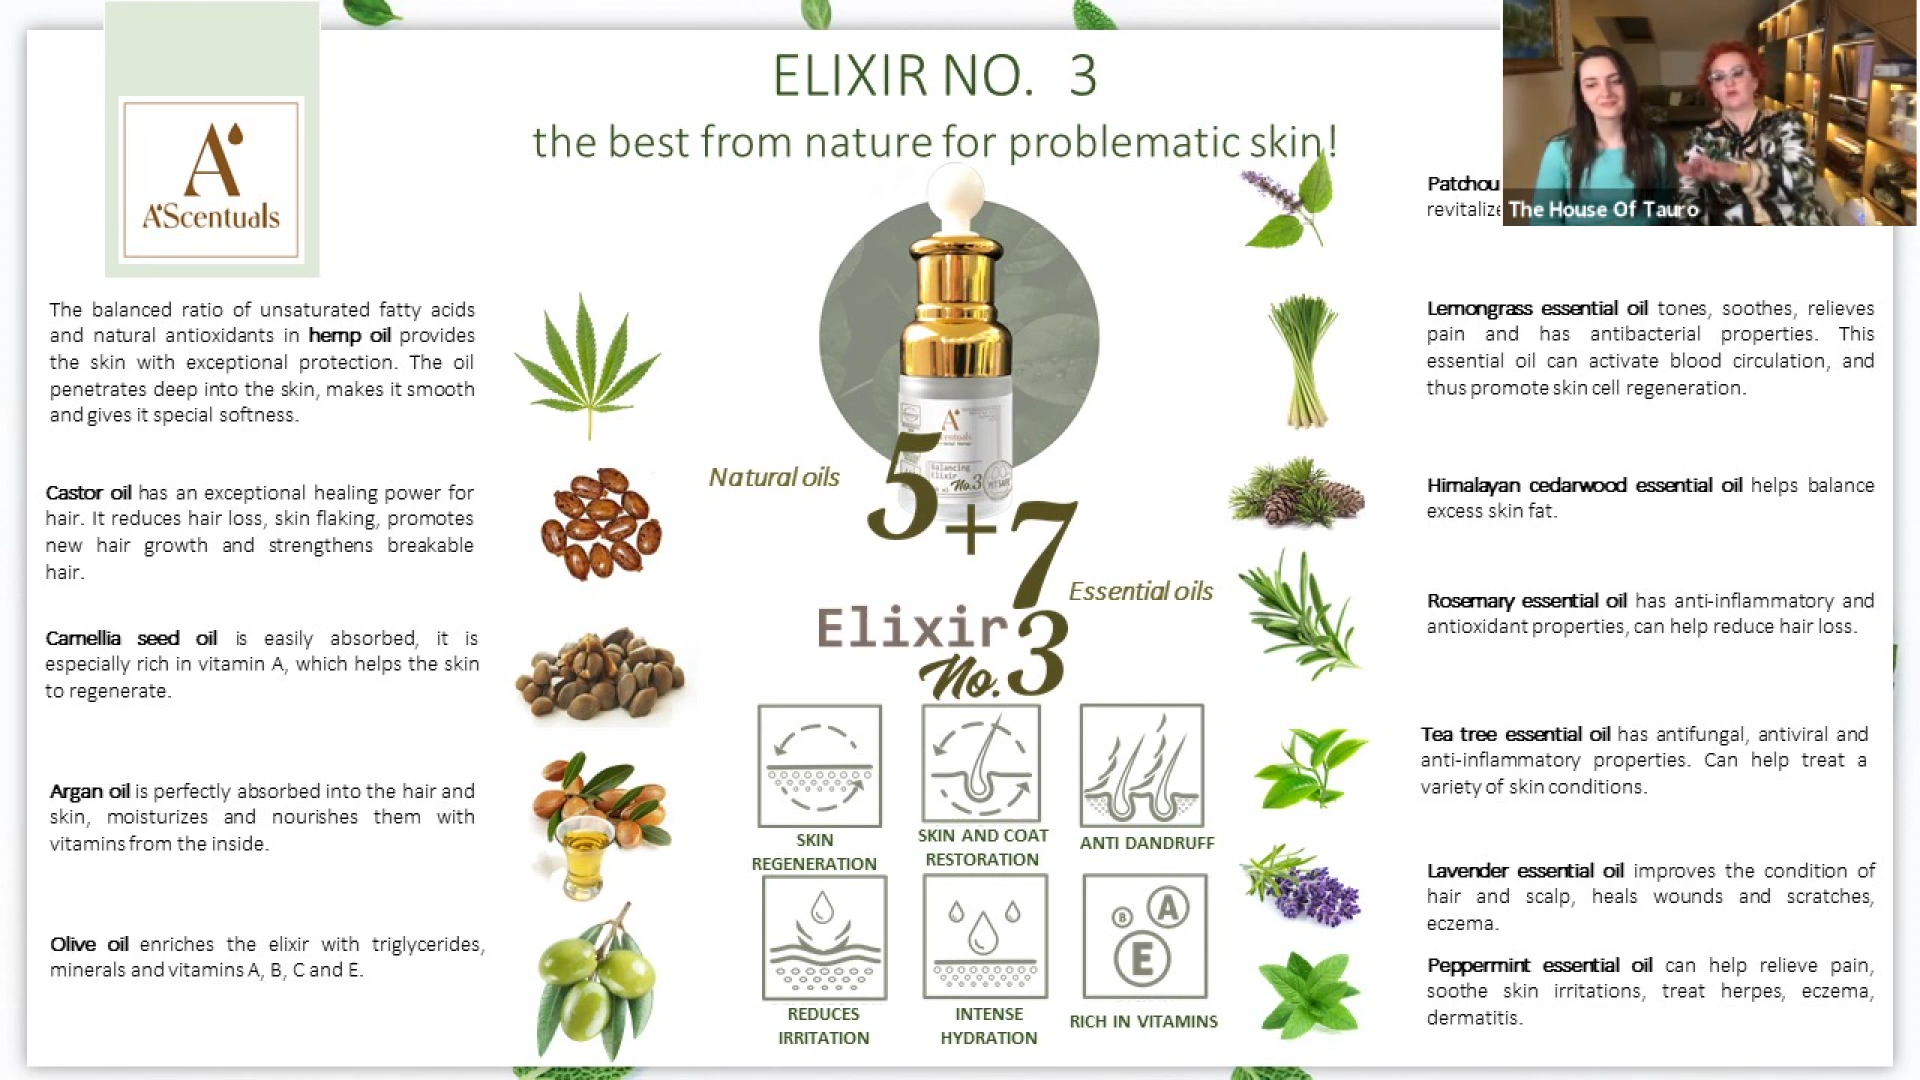 ELIXIR NO. 3
the best from nature for problematic skin!
A
A'Scentuals
The House Of Tauro
The balanced ratio of unsaturated fatty acids
and natural antioxidants in hemp oil provides
the skin with exceptional protection. The oil
penetrates deep into the skin, makes it smooth
and gives it special softness.
Castor oil has an exceptional healing power for
hair. It reduces hair loss, skin flaking, promotes
new hair growth and strengthens breakable
hair.
Camellia seed oil is easily absorbed, it is
especially rich in vitamin A, which helps the skin
to regenerate.
Argan oil is perfectly absorbed into the hair and
skin, moisturizes and nourishes them with
vitamins from the inside.
Olive oil enriches the elixir with triglycerides,
minerals and vitamins A, B, C and E.
A
Balancing
Elixir
No.3
Natural oils
5+7
Essential oils
Elixir
No.3
SKIN
REGENERATION
SKIN AND COAT
RESTORATION
ANTI DANDRUFF
B A
E
REDUCES
IRRITATION
INTENSE
HYDRATION
RICH IN VITAMINS
Lemongrass essential oil tones, soothes, relieves
pain and has antibacterial properties. This
essential oil can activate blood circulation, and
thus promote skin cell regeneration.
Himalayan cedarwood essential oil helps balance
excess skin fat.
Rosemary essential oil has anti-inflammatory and
antioxidant properties, can help reduce hair loss.
Tea tree essential oil has antifungal, antiviral and
anti-inflammatory properties. Can help treat a
variety of skin conditions.
Lavender essential oil improves the condition of
hair and scalp, heals wounds and scratches,
eczema.
Peppermint essential oil can help relieve pain,
soothe skin irritations, treat herpes, eczema,
dermatitis.